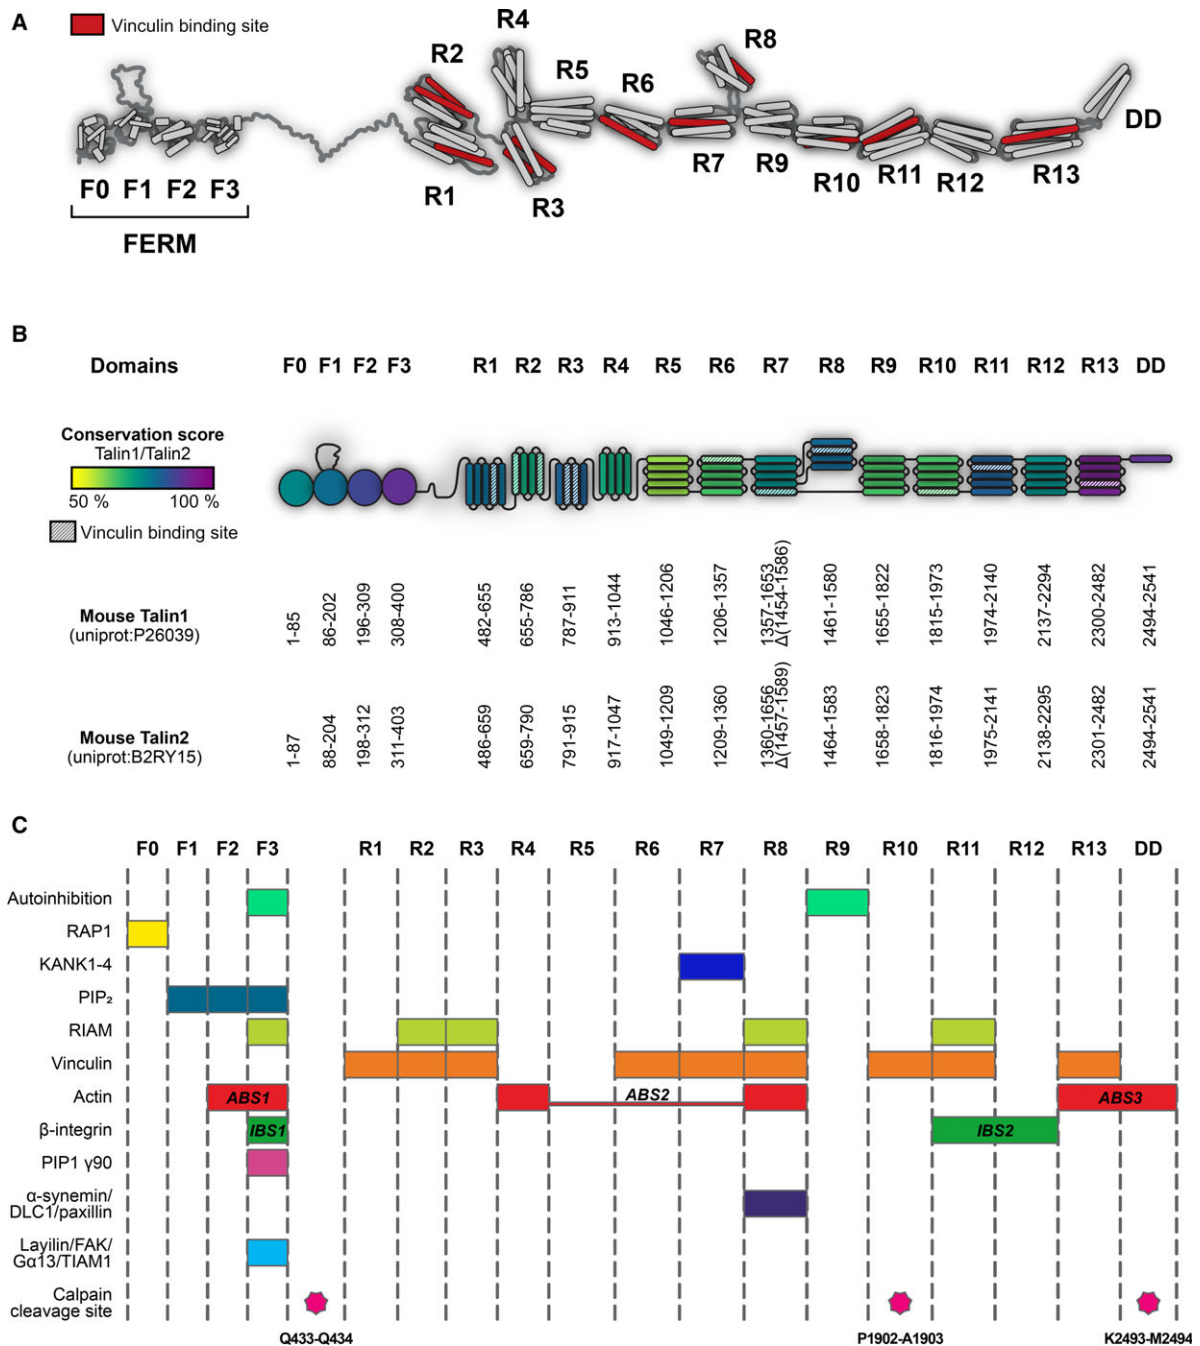 A
Vinculin binding site
R4
R8
R2
R5
R6
DD
F0 F1 F2 F3
R1
R3
R7
R9
R10
R11
R12
R13
FERM
B
Domains
F0 F1 F2 F3 R1 R2 R3 R4 R5 R6 R7 R8 R9 R10 R11 R12 R13 DD
Conservation score
Talin1/Talin2
50 % 100 %
Vinculin binding site
Mouse Talin1
(uniprot:P26039)
1-85
86-202
196-309
308-400
482-655
655-786
787-911
913-1044
1046-1206
1206-1357
1357-1653
Δ(1454-1586)
1461-1580
1655-1822
1815-1973
1974-2140
2137-2294
2300-2482
2494-2541
Mouse Talin2
(uniprot:B2RY15)
1-87
88-204
198-312
311-403
486-659
659-790
791-915
917-1047
1049-1209
1209-1360
1360-1656
Δ(1457-1589)
1464-1583
1658-1823
1816-1974
1975-2141
2138-2295
2301-2482
2494-2541
C
F0 F1 F2 F3 R1 R2 R3 R4 R5 R6 R7 R8 R9 R10 R11 R12 R13 DD
Autoinhibition
RAP1
KANK1-4
PIP₂
RIAM
Vinculin
Actin ABS1 ABS2 ABS3
β-integrin IBS1 IBS2
PIP1 γ90
α-synemin/
DLC1/paxillin
Layilin/FAK/
Gα13/TIAM1
Calpain
cleavage site
Q433-Q434 P1902-A1903 K2493-M2494